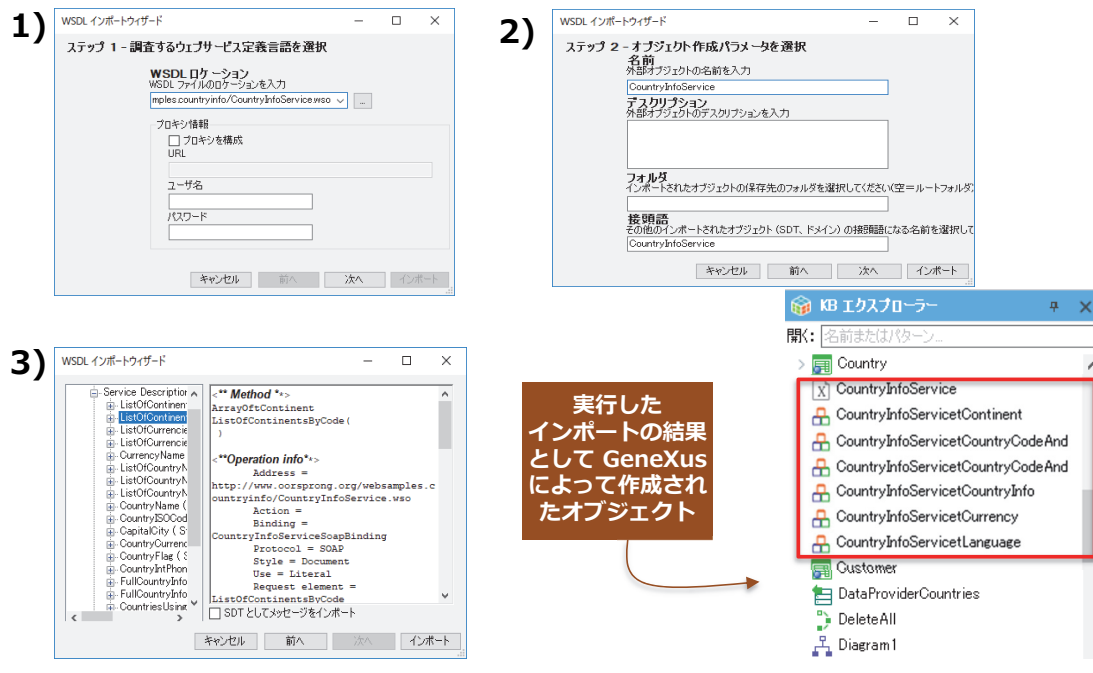 1)
WSDL インポートウィザード
ステップ 1 - 調査するウェブサービス定義言語を選択
WSDL ロケーション
WSDL ファイルのロケーションを入力
mples.countryinfo/CountryInfoService.wso
...
プロキシ情報
プロキシを構成
URL
ユーザ名
パスワード
キャンセル 前へ 次へ インポート
2)
WSDL インポートウィザード
ステップ 2 - オブジェクト作成パラメータを選択
名前
外部オブジェクトの名前を入力
CountryInfoService
デスクリプション
外部オブジェクトのデスクリプションを入力
フォルダ
インポートされたオブジェクトの保存先のフォルダを選択してください(空=ルートフォルダ)
接頭語
その他のインポートされたオブジェクト (SDT、ドメイン) の接頭語になる名前を選択して
CountryInfoService
キャンセル 前へ 次へ インポート
3)
WSDL インポートウィザード
Service Description
ListOfContinen
ListOfContinen
ListOfCurrencie
ListOfCurrencie
CurrencyName
ListOfCountryN
ListOfCountryN
ListOfCountryN
CountryName (
CountryISOCod
CapitalCity ( S
CountryCurrenc
CountryFlag ( S
CountryIntPhon
FullCountryInfo
FullCountryInfo
CountriesUsing
<** Method **>
ArrayOftContinent
ListOfContinentsByCode(
)
<**Operation info**>
Address =
http://www.oorsprong.org/websamples.c
ountryinfo/CountryInfoService.wso
Action =
Binding =
CountryInfoServiceSoapBinding
Protocol = SOAP
Style = Document
Use = Literal
Request element =
ListOfContinentsByCode
SDT としてメッセージをインポート
キャンセル 前へ 次へ インポート
実行した
インポートの結果
として GeneXus
によって作成され
たオブジェクト
KB エクスプローラー
開く: 名前またはパターン...
Country
CountryInfoService
CountryInfoServicetContinent
CountryInfoServicetCountryCodeAnd
CountryInfoServicetCountryCodeAnd
CountryInfoServicetCountryInfo
CountryInfoServicetCurrency
CountryInfoServicetLanguage
Customer
DataProviderCountries
DeleteAll
Diagram1